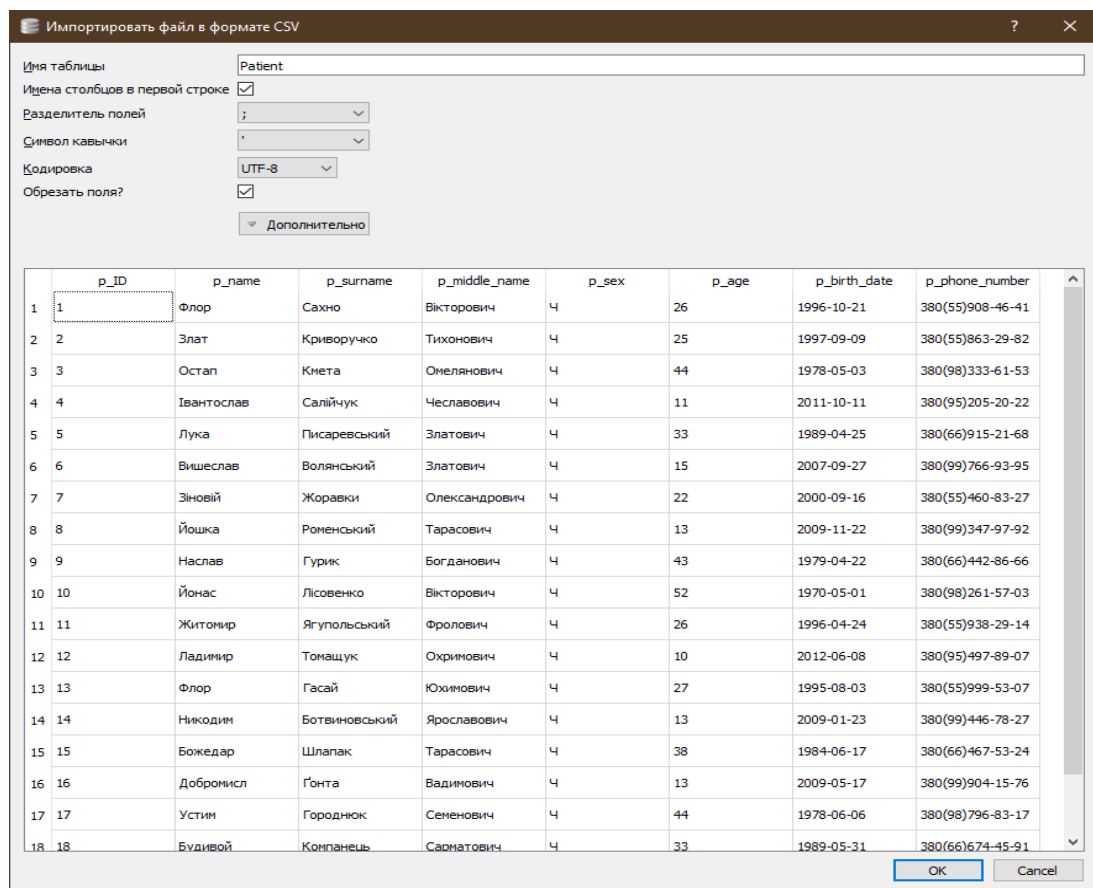 Импортировать файл в формате CSV ? ×
Имя таблицы Patient
Имена столбцов в первой строке
Разделитель полей ;
Символ кавычки '
Кодировка UTF-8
Обрезать поля?
Дополнительно
p_ID p_name p_surname p_middle_name p_sex p_age p_birth_date p_phone_number
1 1 Флор Сахно Вікторович Ч 26 1996-10-21 380(55)908-46-41
2 2 Злат Криворучко Тихонович Ч 25 1997-09-09 380(55)863-29-82
3 3 Остап Кмета Омелянович Ч 44 1978-05-03 380(98)333-61-53
4 4 Івантослав Салійчук Чеславович Ч 11 2011-10-11 380(95)205-20-22
5 5 Лука Писаревський Златович Ч 33 1989-04-25 380(66)915-21-68
6 6 Вишеслав Волянський Златович Ч 15 2007-09-27 380(99)766-93-95
7 7 Зіновій Жоравки Олександрович Ч 22 2000-09-16 380(55)460-83-27
8 8 Йошка Роменський Тарасович Ч 13 2009-11-22 380(99)347-97-92
9 9 Наслав Гурик Богданович Ч 43 1979-04-22 380(66)442-86-66
10 10 Йонас Лісовенко Вікторович Ч 52 1970-05-01 380(98)261-57-03
11 11 Житомир Ягупольський Фролович Ч 26 1996-04-24 380(55)938-29-14
12 12 Ладимир Томащук Охримович Ч 10 2012-06-08 380(95)497-89-07
13 13 Флор Гасай Юхимович Ч 27 1995-08-03 380(55)999-53-07
14 14 Никодим Ботвиновський Ярославович Ч 13 2009-01-23 380(99)446-78-27
15 15 Божедар Шлапак Тарасович Ч 38 1984-06-17 380(66)467-53-24
16 16 Добромисл Ґонта Вадимович Ч 13 2009-05-17 380(99)904-15-76
17 17 Устим Городнюк Семенович Ч 44 1978-06-06 380(98)796-83-17
18 18 Будивой Компанець Сарматович Ч 33 1989-05-31 380(66)674-45-91
OK Cancel